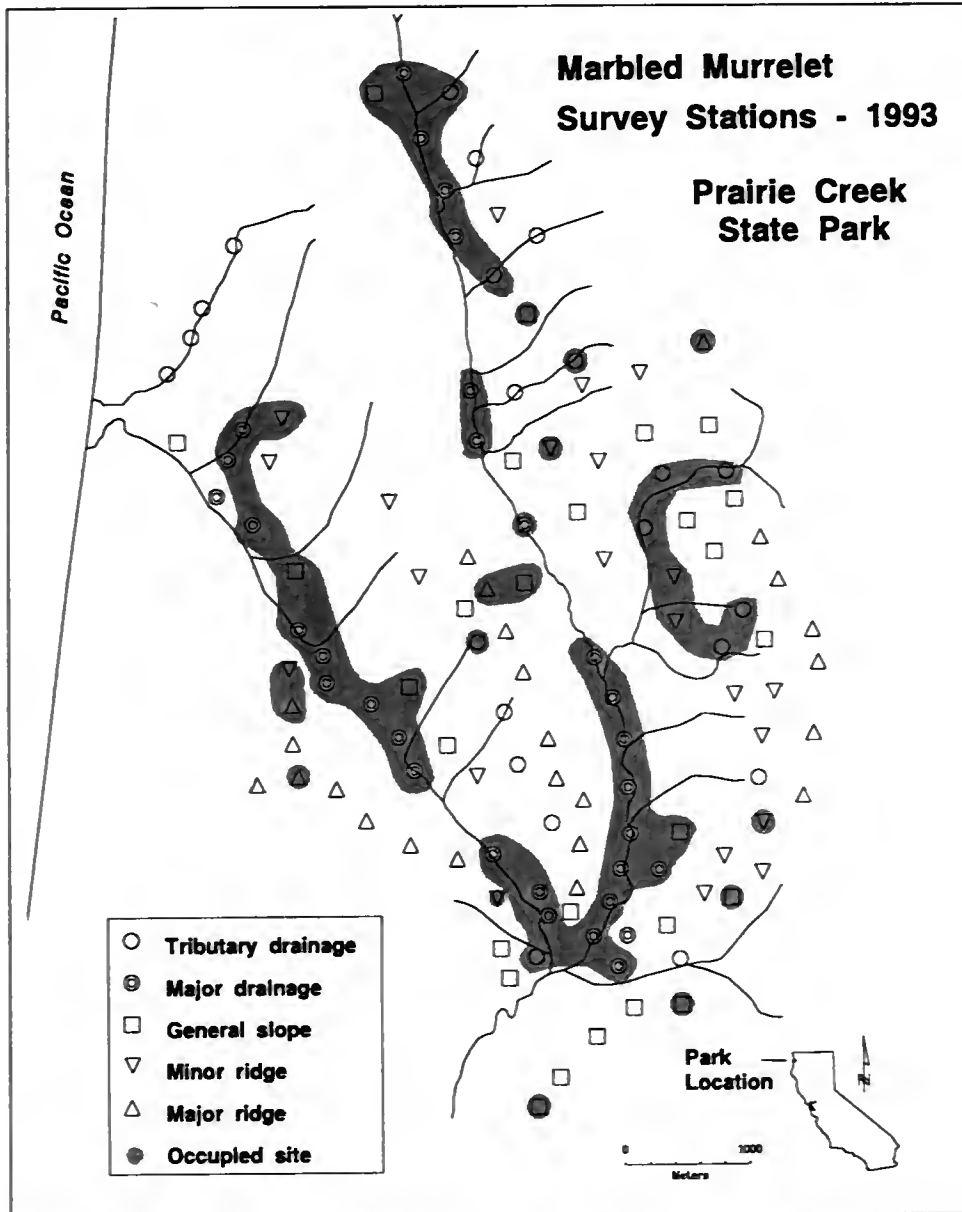 Marbled Murrelet
Survey Stations - 1993
Prairie Creek
State Park
Pacific Ocean
Tributary drainage
Major drainage
General slope
Minor ridge
Major ridge
Occupied site
Park
Location
N
0 1000
Meters